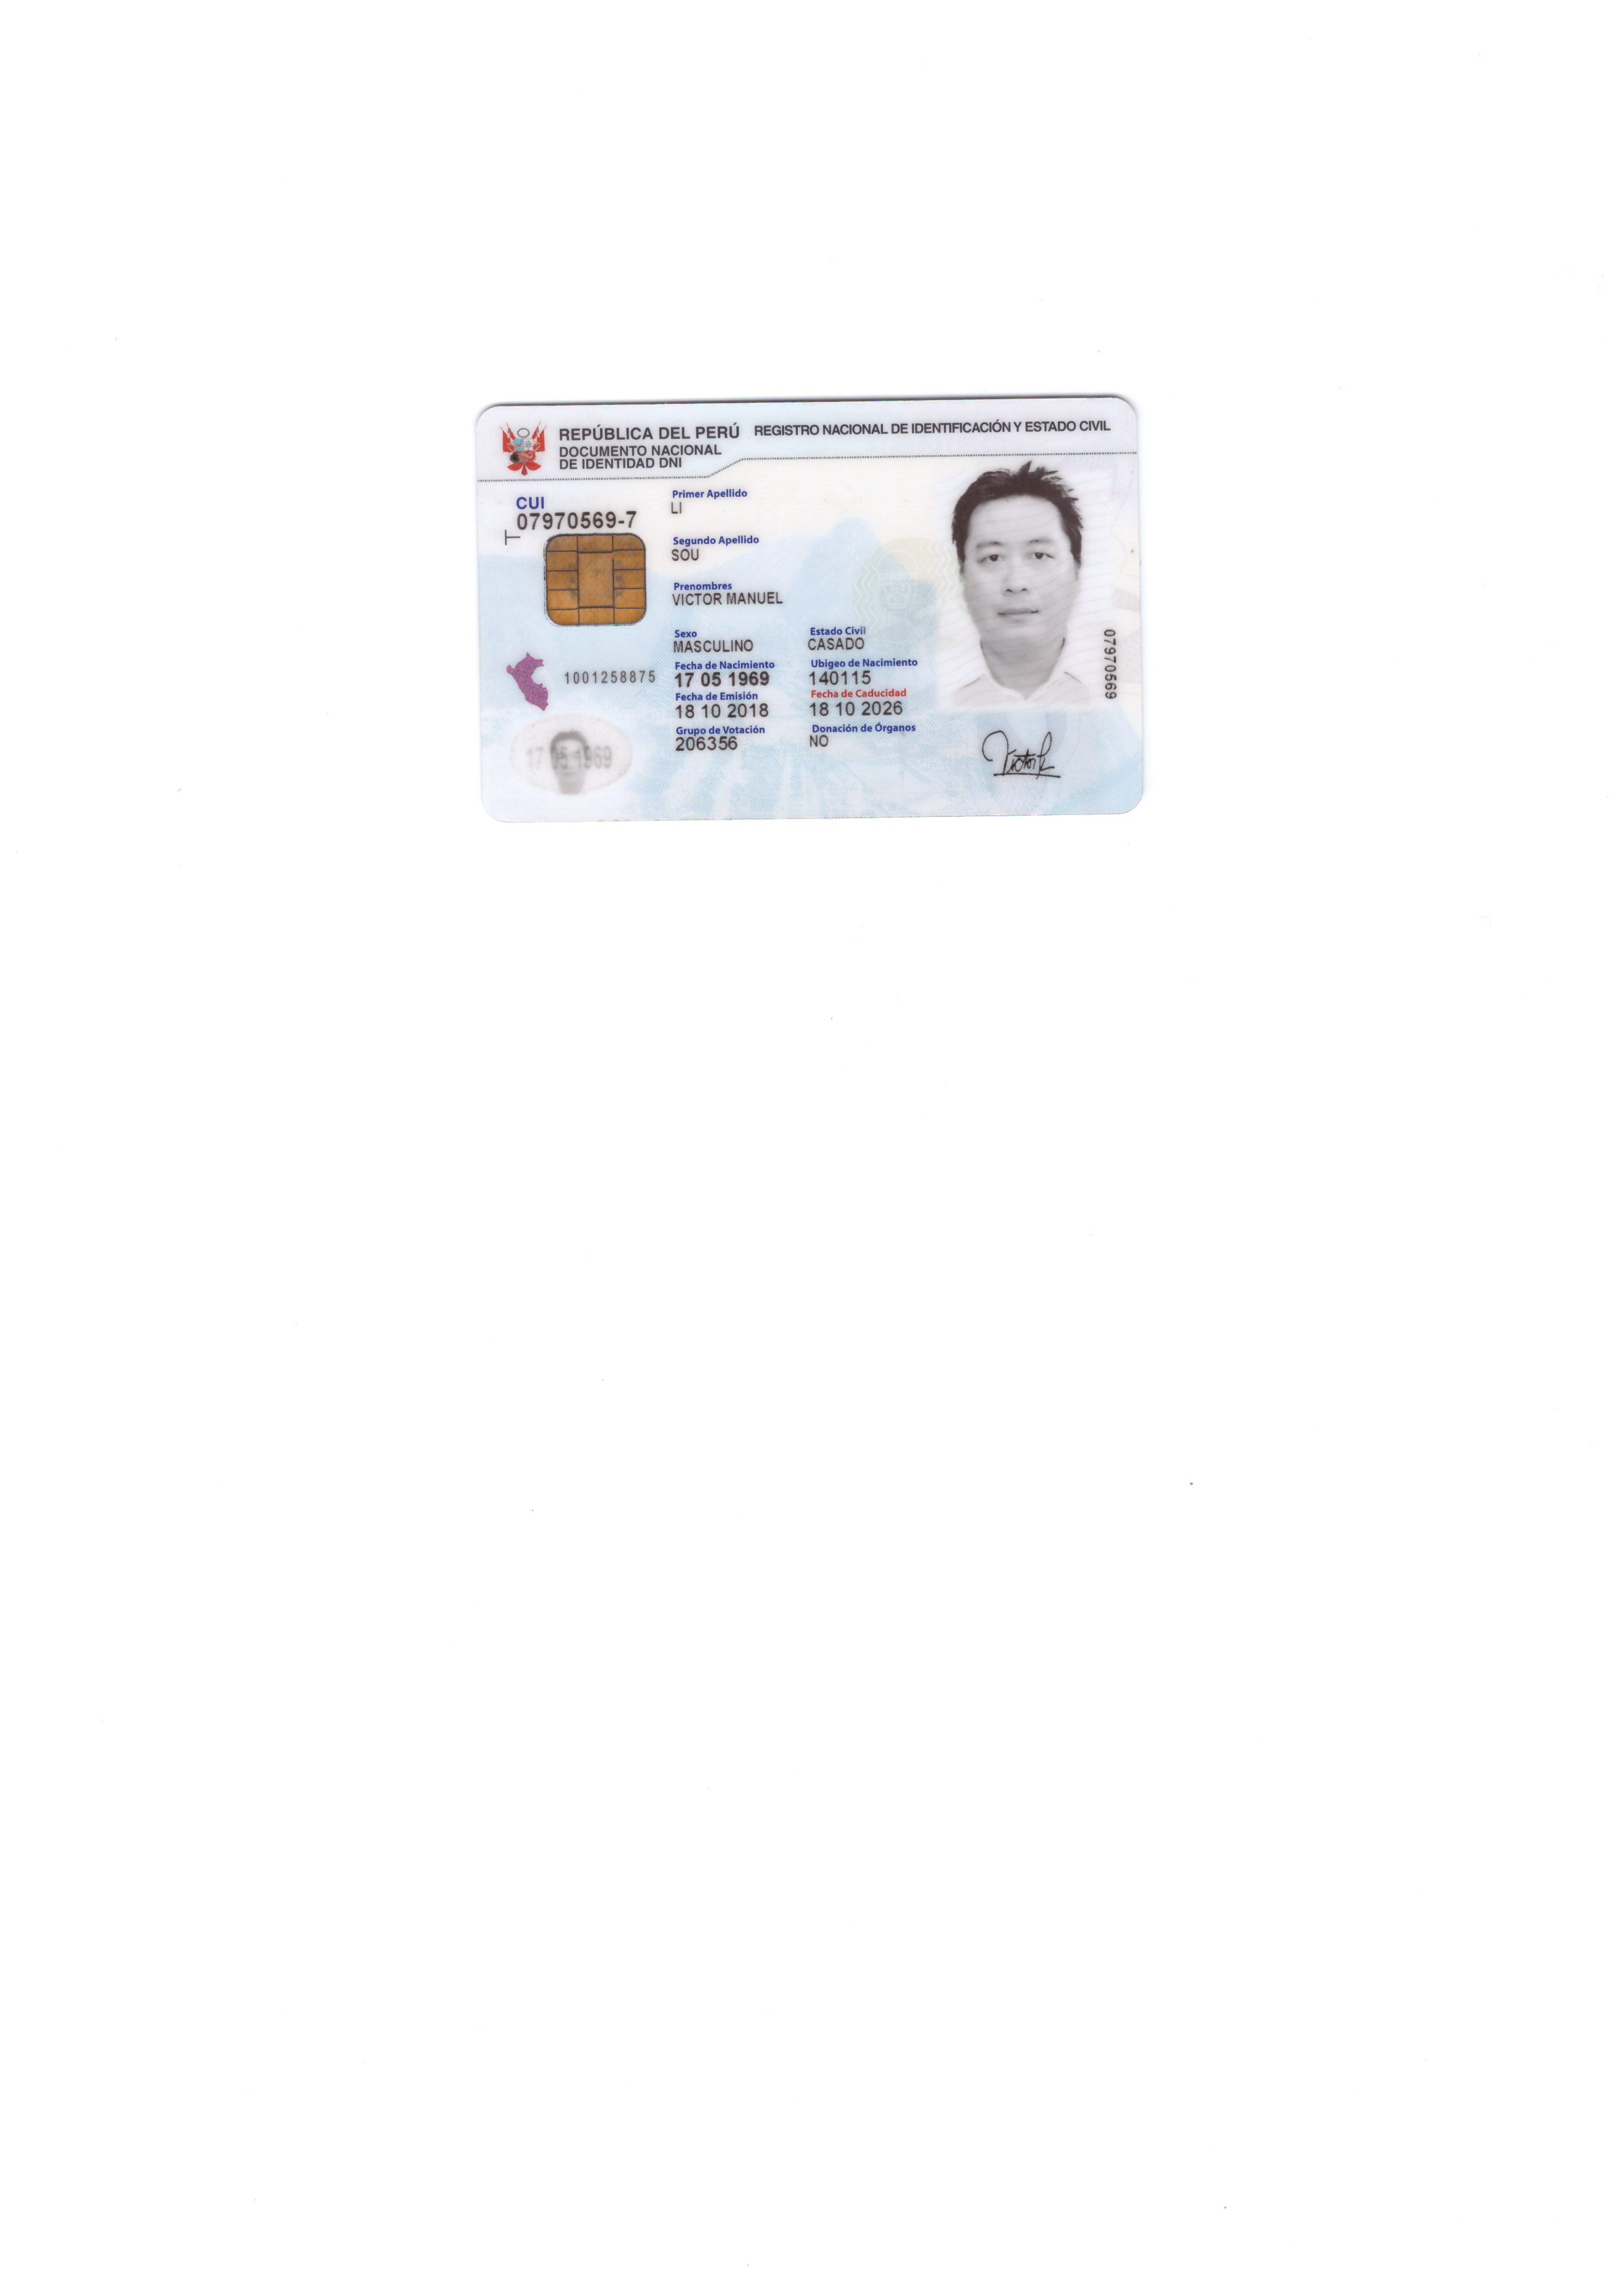 REPÚBLICA DEL PERÚ REGISTRO NACIONAL DE IDENTIFICACIÓN Y ESTADO CIVIL
DOCUMENTO NACIONAL
DE IDENTIDAD DNI
CUI
07970569-7
Primer Apellido
LI
Segundo Apellido
SOU
Prenombres
VICTOR MANUEL
Sexo Estado Civil
MASCULINO CASADO
Fecha de Nacimiento Ubigeo de Nacimiento
17 05 1969 140115
Fecha de Emisión Fecha de Caducidad
18 10 2018 18 10 2026
Grupo de Votación Donación de Órganos
206356 NO
1001258875
17 05 1969
07970569